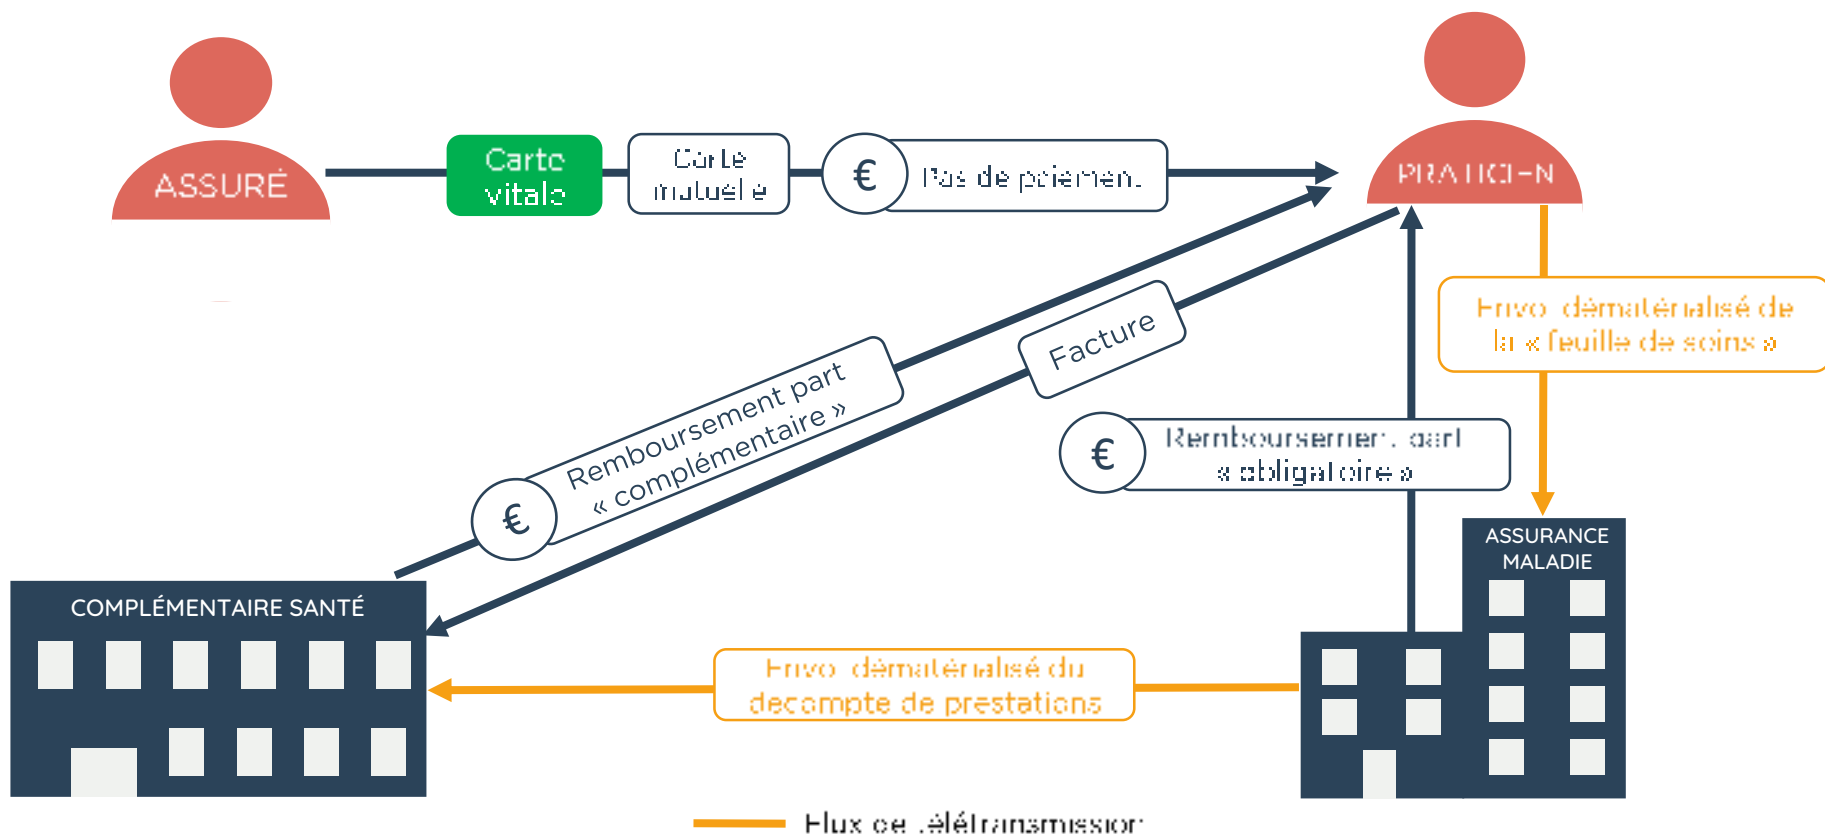 ASSURÉ
Carte
vitale
Carte
mutuelle
€
Pas de paiement
PRATICIEN
Envoi dématérialisé de
la « feuille de soins »
Facture
Remboursement part
« complémentaire »
€
€
Remboursement part
« obligatoire »
ASSURANCE
MALADIE
COMPLÉMENTAIRE SANTÉ
Envoi dématérialisé du
decompte de prestations
Flux de télétransmission